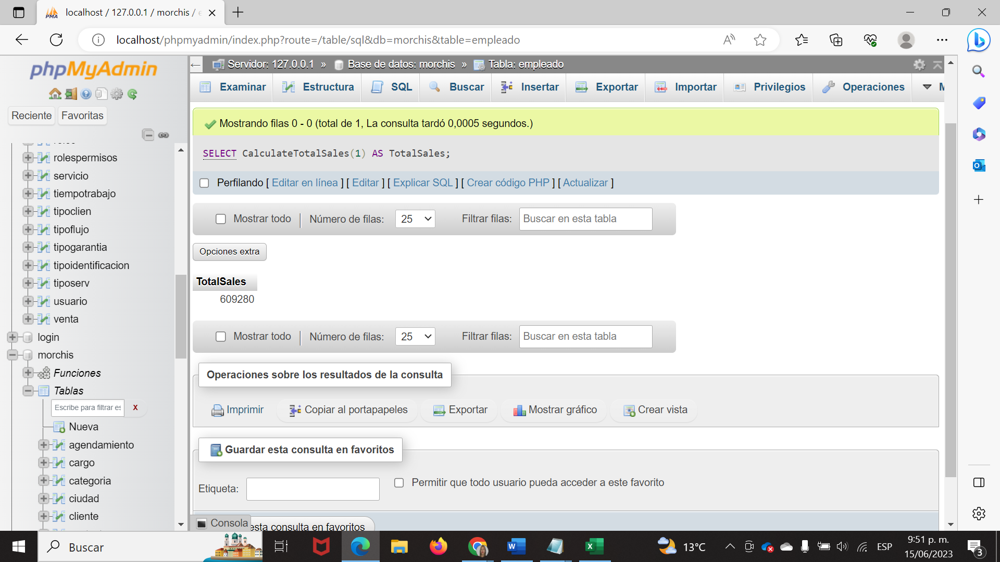 localhost / 127.0.0.1 / morchis /
localhost/phpmyadmin/index.php?route=/table/sql&db=morchis&table=empleado
phpMyAdmin
Reciente
Favoritas
rolespermisos
servicio
tiempotrabajo
tipoclien
tipoflujo
tipogarantia
tipoidentificacion
tiposerv
usuario
venta
login
morchis
Funciones
Tablas
Escribe para filtrar es
X
Nueva
agendamiento
cargo
categoria
ciudad
cliente
Servidor: 127.0.0.1 » Base de datos: morchis » Tabla: empleado
Examinar
Estructura
SQL
Buscar
Insertar
Exportar
Importar
Privilegios
Operaciones
Mostrando filas 0 - 0 (total de 1, La consulta tardó 0,0005 segundos.)
SELECT CalculateTotalSales(1) AS TotalSales;
Perfilando [ Editar en línea ] [ Editar ] [ Explicar SQL ] [ Crear código PHP ] [ Actualizar ]
Mostrar todo | Número de filas: 25 Filtrar filas: Buscar en esta tabla
Opciones extra
TotalSales
609280
Mostrar todo | Número de filas: 25 Filtrar filas: Buscar en esta tabla
Operaciones sobre los resultados de la consulta
Imprimir
Copiar al portapapeles
Exportar
Mostrar gráfico
Crear vista
Guardar esta consulta en favoritos
Etiqueta:
Permitir que todo usuario pueda acceder a este favorito
Consola
esta consulta en favoritos
Buscar
13°C
ESP
9:51 p. m.
15/06/2023
3